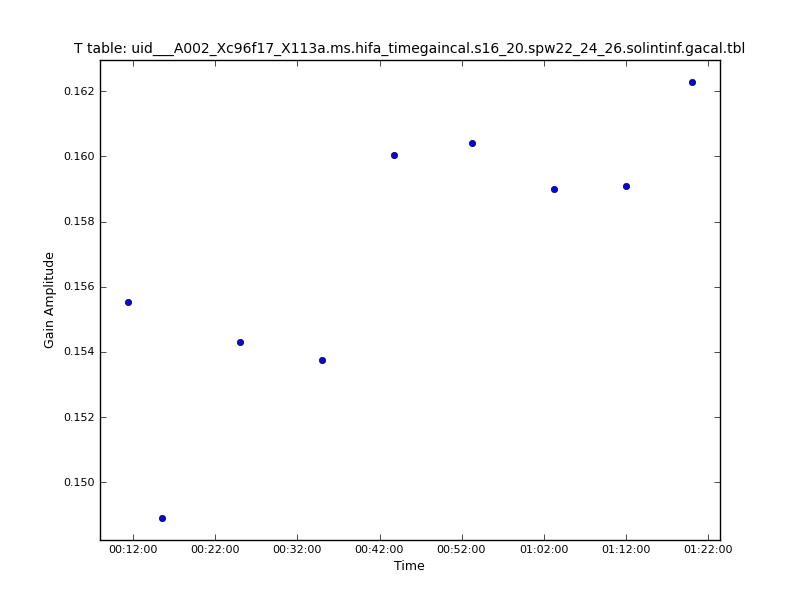 T table: uid___A002_Xc96f17_X113a.ms.hifa_timegaincal.s16_20.spw22_24_26.solintinf.gacal.tbl
0.162
0.160
0.158
0.156
0.154
0.152
0.150
Gain Amplitude
00:12:00 00:22:00 00:32:00 00:42:00 00:52:00 01:02:00 01:12:00 01:22:00
Time